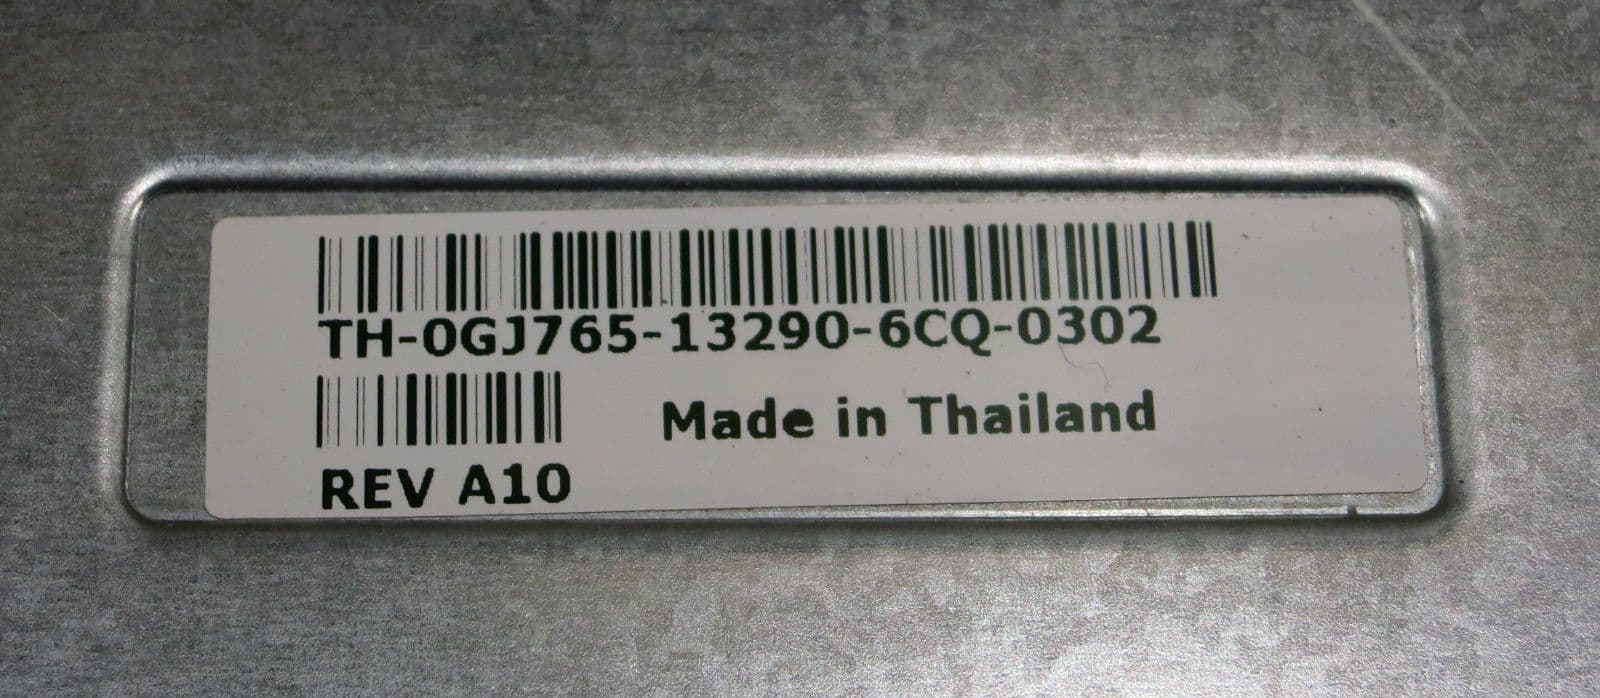 TH-0GJ765-13290-6CQ-0302
Made in Thailand
REV A10